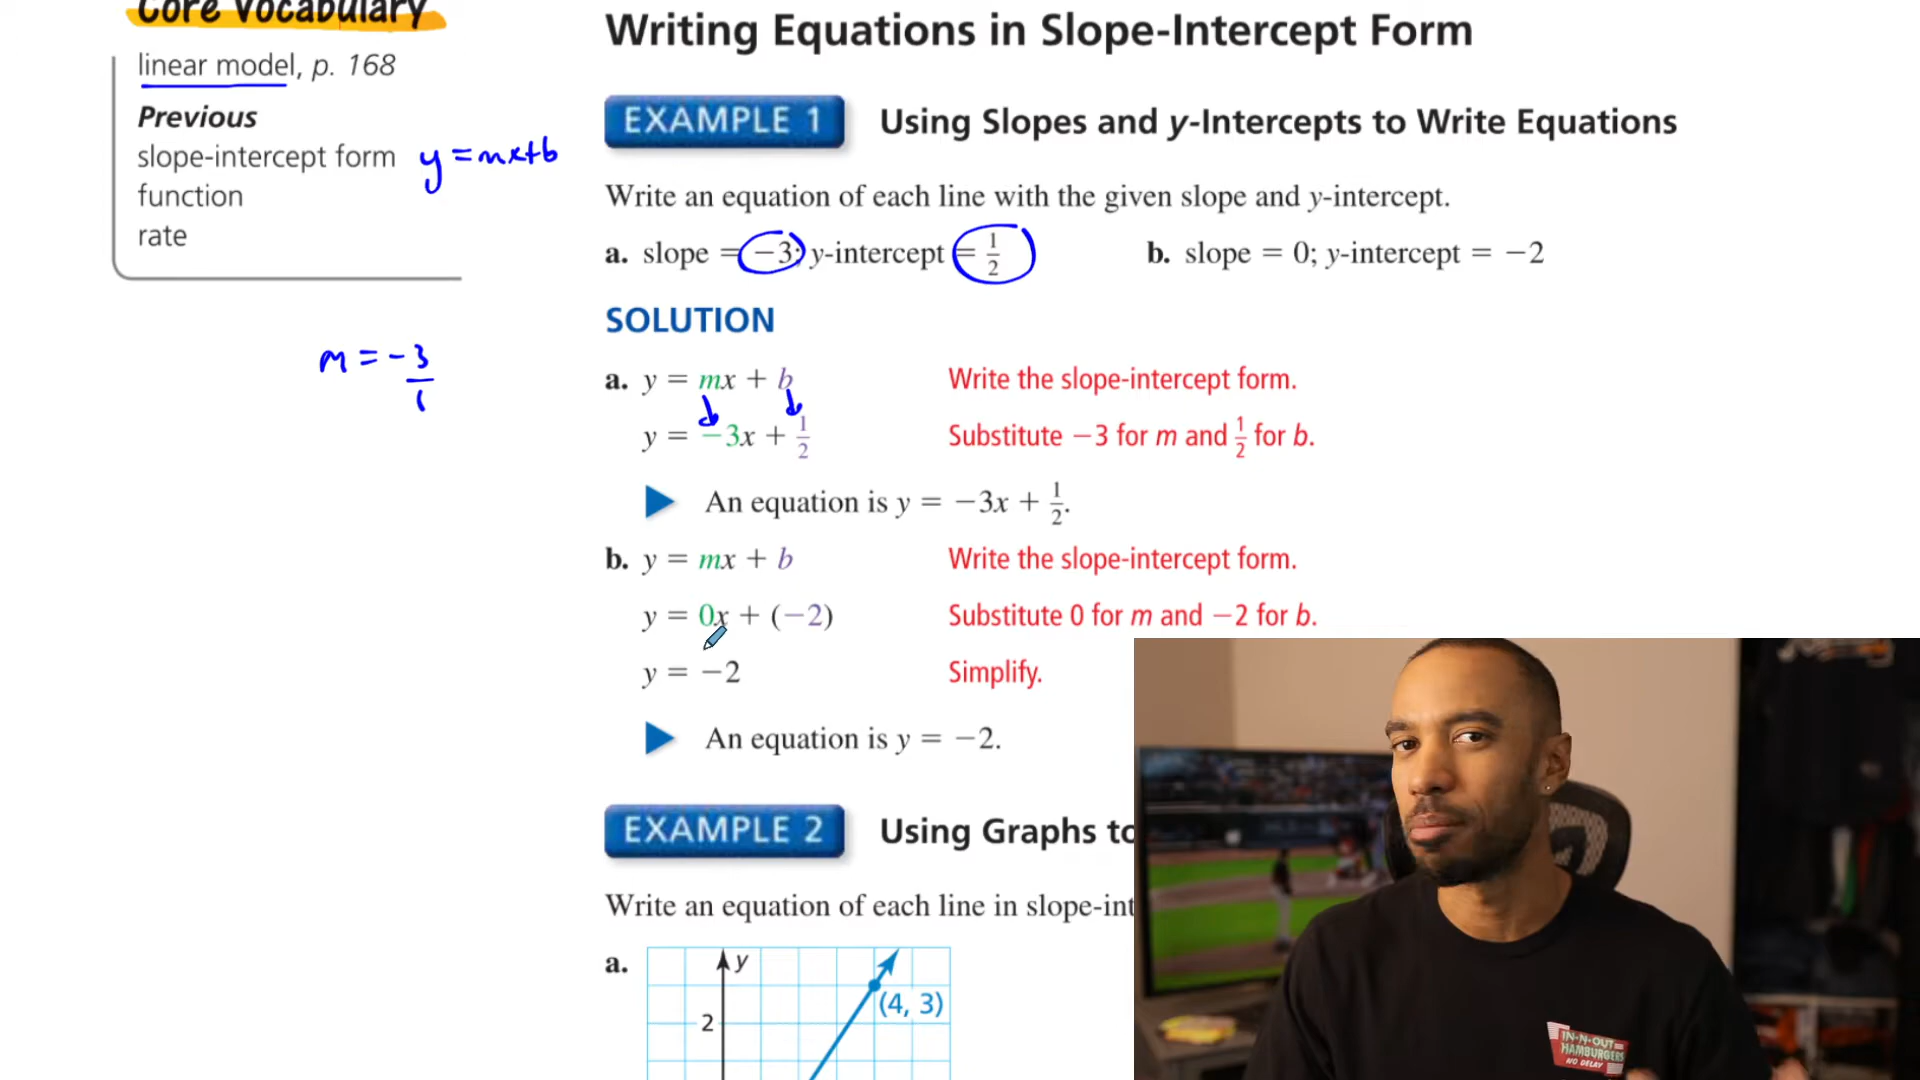 Core Vocabulary
linear model, p. 168
Previous
slope-intercept form y = mx+b
function
rate
m = -3/1
Writing Equations in Slope-Intercept Form
EXAMPLE 1 Using Slopes and y-Intercepts to Write Equations
Write an equation of each line with the given slope and y-intercept.
a. slope = −3; y-intercept = 1/2 b. slope = 0; y-intercept = −2
SOLUTION
a. y = mx + b Write the slope-intercept form.
y = −3x + 1/2 Substitute −3 for m and 1/2 for b.
An equation is y = −3x + 1/2.
b. y = mx + b Write the slope-intercept form.
y = 0x + (−2) Substitute 0 for m and −2 for b.
y = −2 Simplify.
An equation is y = −2.
EXAMPLE 2 Using Graphs to
Write an equation of each line in slope-int
a. y
(4, 3)
2
IN-N-OUT
HAMBURGERS
NO DELAY